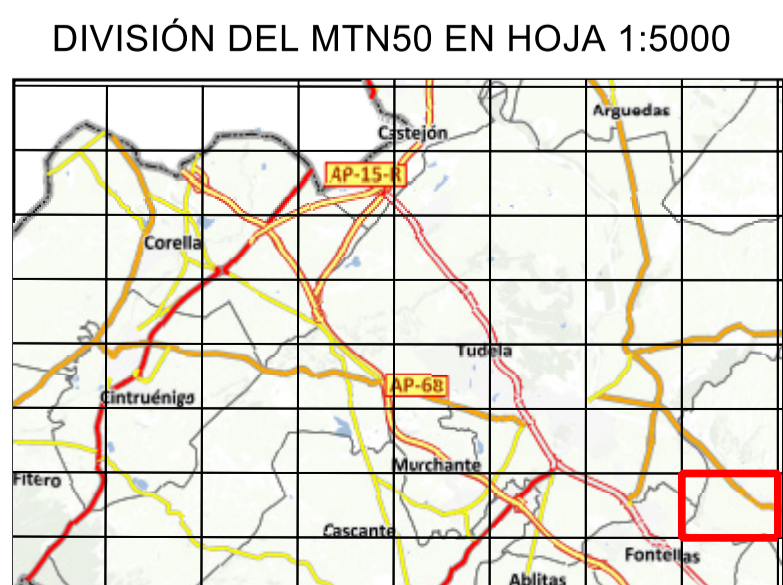 DIVISIÓN DEL MTN50 EN HOJA 1:5000
Arguedas
Castejón
AP-15-R
Corella
Tudela
AP-68
Cintruénigo
Murchante
Fitero
Cascante
Fontellas
Ablitas